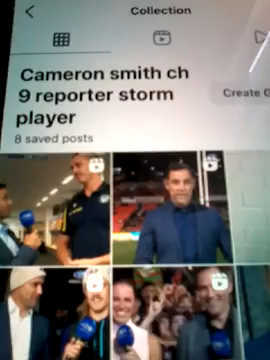 Collection
Cameron smith ch
9 reporter storm
player
Create
8 saved posts